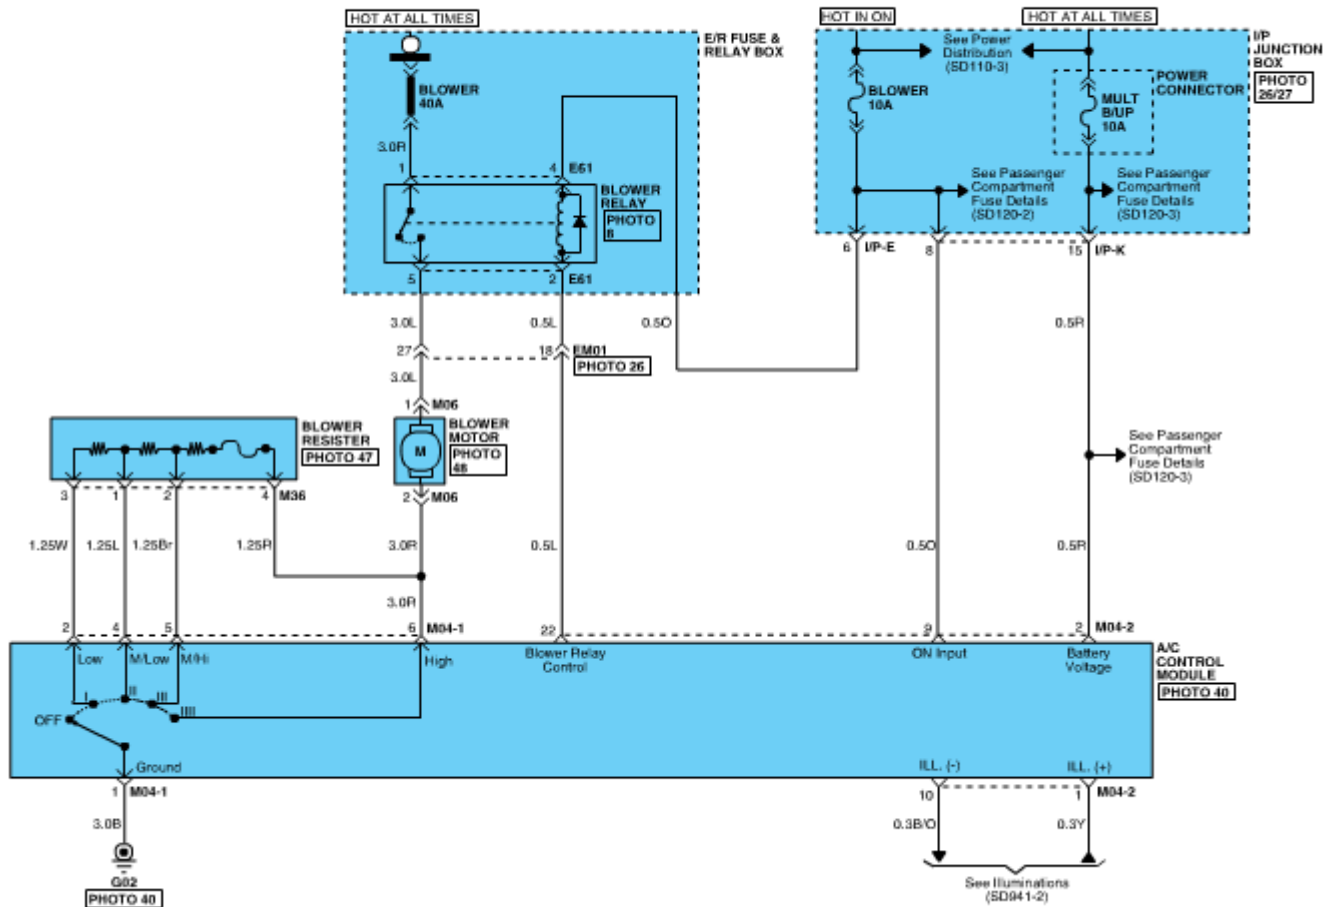 HOT AT ALL TIMES
HOT IN ON
HOT AT ALL TIMES
E/R FUSE &
RELAY BOX
BLOWER
40A
3.0R
1
4
E61
BLOWER
RELAY
PHOTO
5
2
E61
See Power
Distribution
(SD110-3)
I/P
JUNCTION
BOX
PHOTO
26/27
BLOWER
10A
POWER
CONNECTOR
MULT
B/UP
10A
See Passenger
Compartment
Fuse Details
(SD120-2)
See Passenger
Compartment
Fuse Details
(SD120-3)
6
I/P-E
8
15
I/P-K
3.0L
0.5L
0.5O
0.5R
27
18
EM01
PHOTO 26
3.0L
1
M06
BLOWER
RESISTER
PHOTO 47
M
BLOWER
MOTOR
PHOTO
48
See Passenger
Compartment
Fuse Details
(SD120-3)
3
1
2
4
M36
2
M06
1.25W
1.25L
1.25Br
1.25R
3.0R
0.5L
0.5O
0.5R
3.0R
2
4
5
6
M04-1
22
9
2
M04-2
Low
M/Low
M/Hi
High
Blower Relay
Control
ON Input
Battery
Voltage
A/C
CONTROL
MODULE
PHOTO 40
I
II
III
IIII
OFF
Ground
ILL. (-)
ILL. (+)
1
M04-1
10
1
M04-2
3.0B
0.3B/O
0.3Y
G02
PHOTO 40
See Illuminations
(SD941-2)